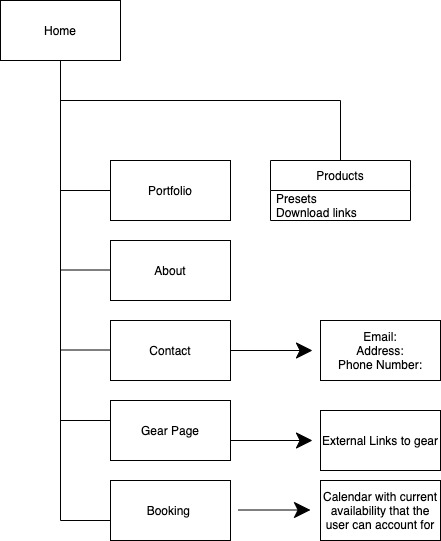 Home
Portfolio
Products
Presets
Download links
About
Contact
Email:
Address:
Phone Number:
Gear Page
External Links to gear
Booking
Calendar with current
availability that the
user can account for